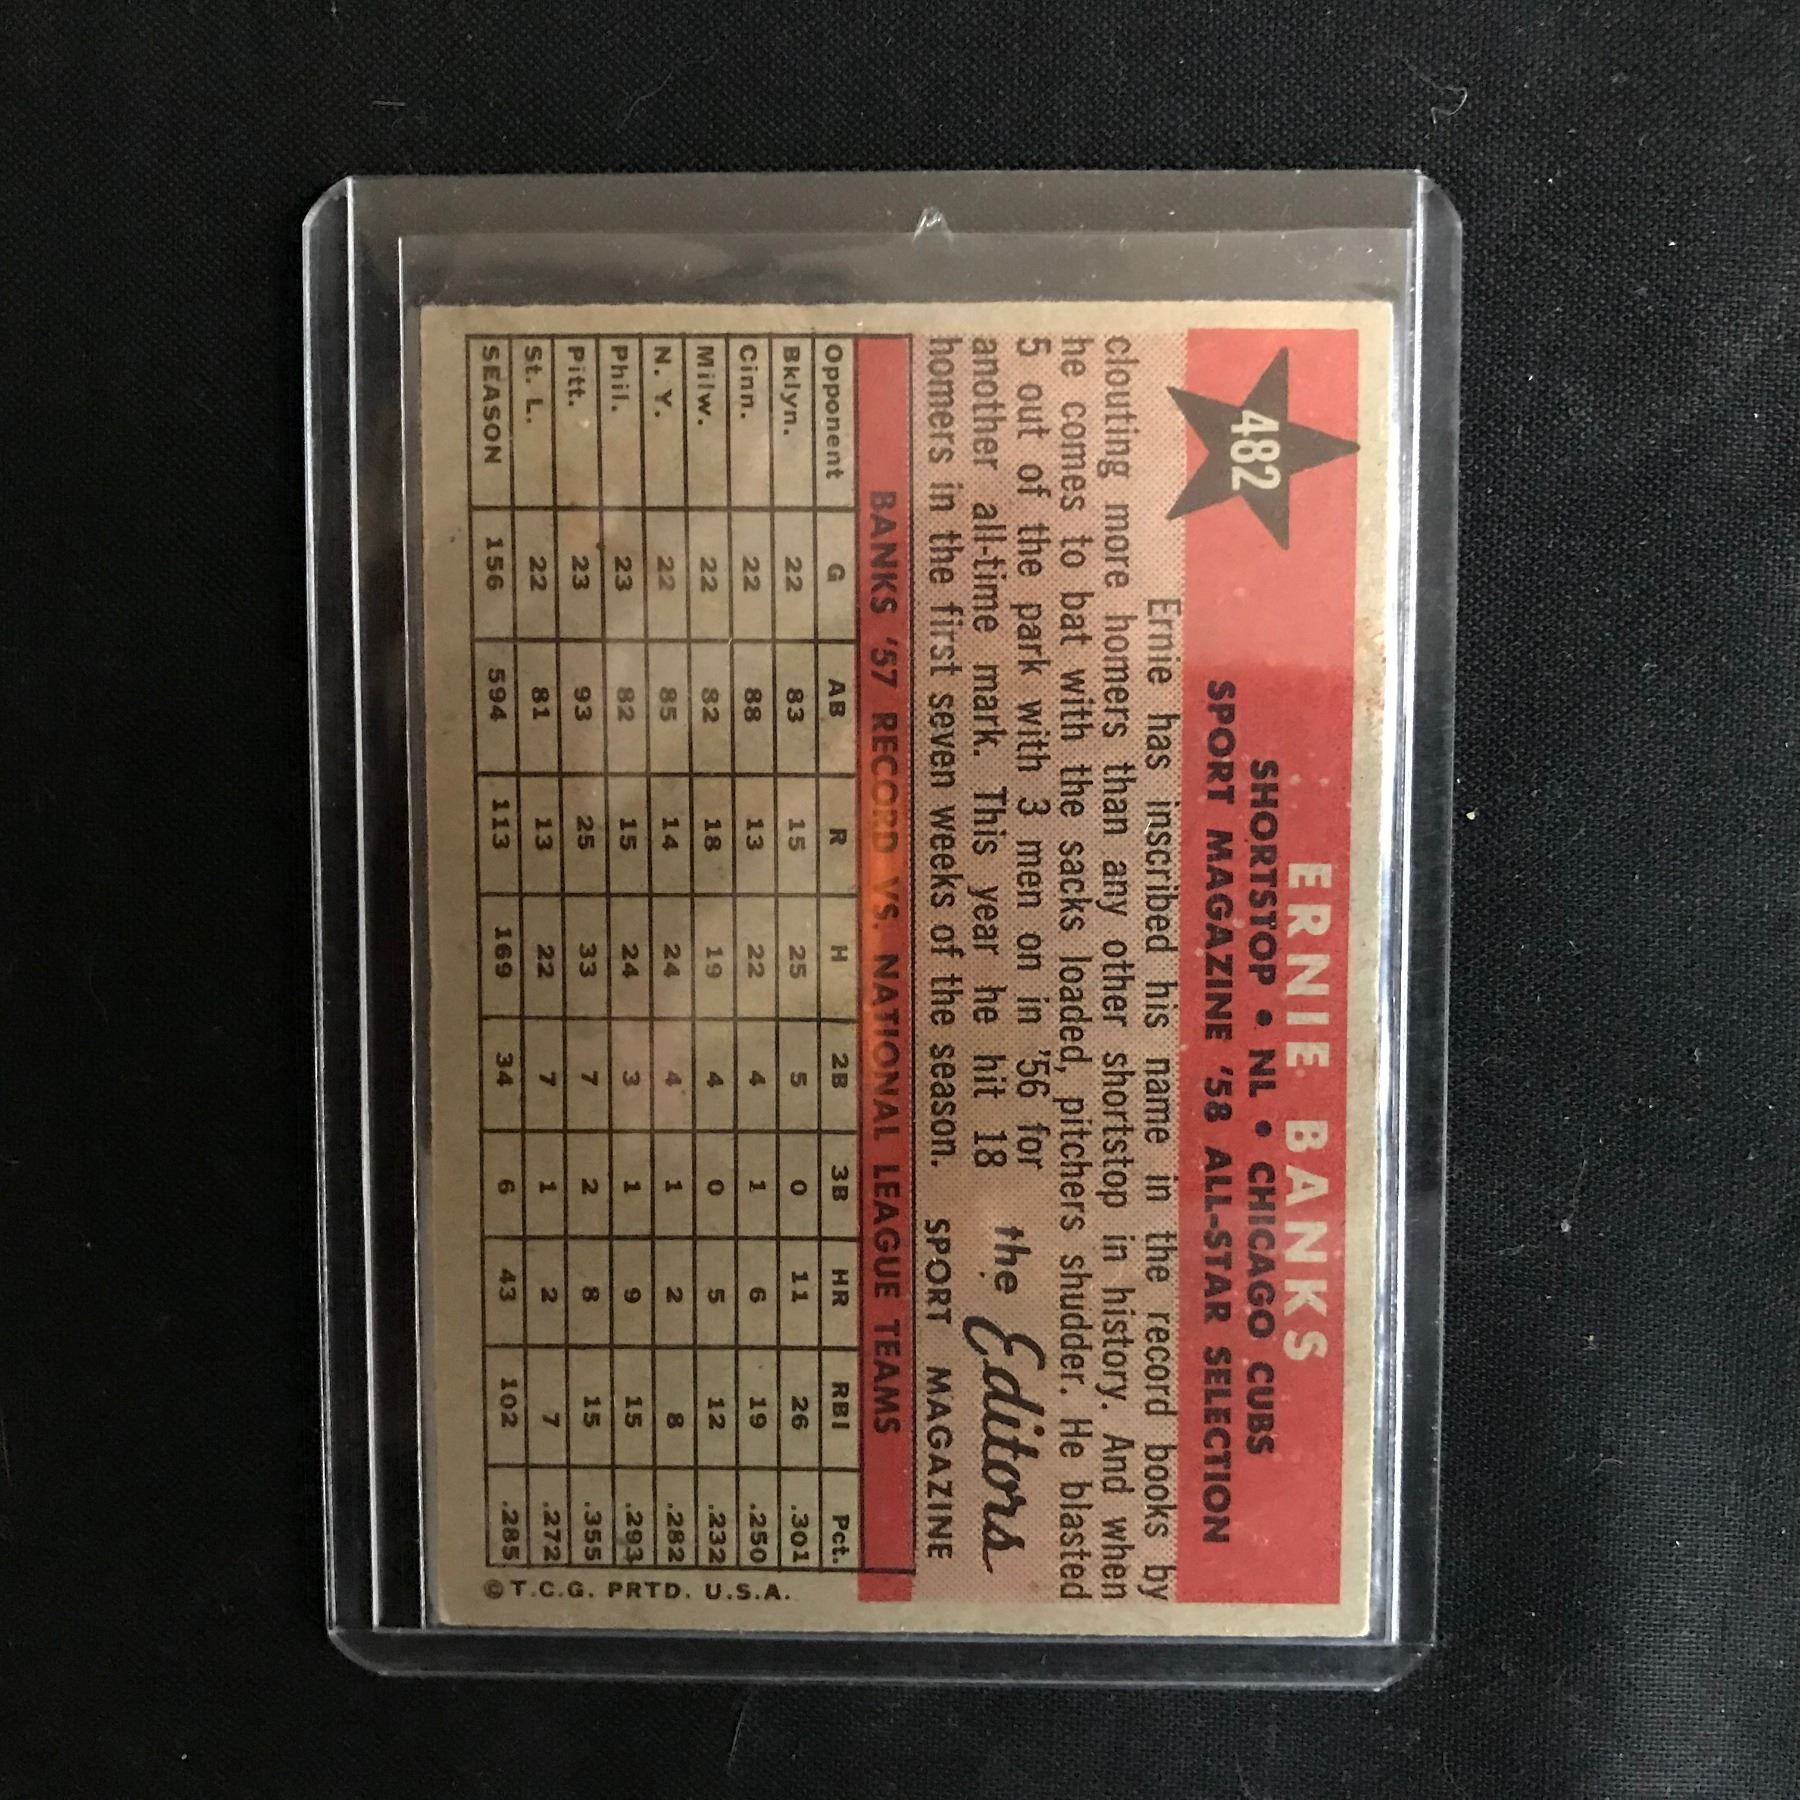 482
ERNIE BANKS
SHORTSTOP • NL • CHICAGO CUBS
SPORT MAGAZINE '58 ALL-STAR SELECTION
Ernie has inscribed his name in the record books by
clouting more homers than any other shortstop in history. And when
he comes to bat with the sacks loaded, pitchers shudder. He blasted
5 out of the park with 3 men on in '56 for
another all-time mark. This year he hit 18
homers in the first seven weeks of the season.
the Editors
SPORT MAGAZINE
BANKS '57 RECORD VS. NATIONAL LEAGUE TEAMS
Opponent G AB R H 2B 3B HR RBI Pct.
Bklyn. 22 83 15 25 5 0 11 26 .301
Cinn. 22 88 13 22 4 1 6 19 .250
Milw. 22 82 18 19 4 0 5 12 .232
N. Y. 22 85 14 24 4 1 2 8 .282
Phil. 23 82 15 24 3 1 9 15 .293
Pitt. 23 93 25 33 7 2 8 15 .355
St. L. 22 81 13 22 7 1 2 7 .272
SEASON 156 594 113 169 34 6 43 102 .285
© T.C.G. PRTD. U.S.A.